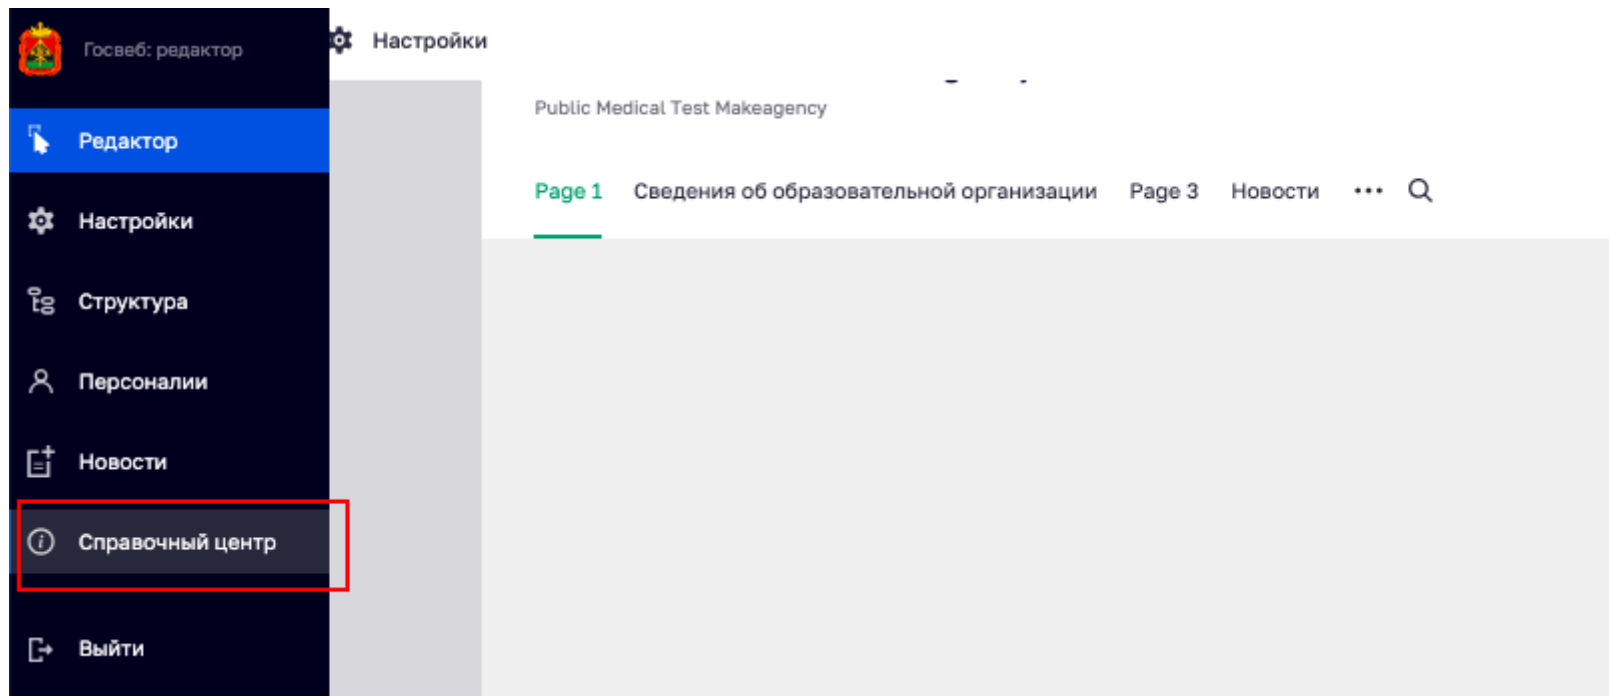 Госвеб: редактор
Настройки
Public Medical Test Makeagency
Редактор
Page 1 Сведения об образовательной организации Page 3 Новости ...
Настройки
Структура
Персоналии
Новости
Справочный центр
Выйти